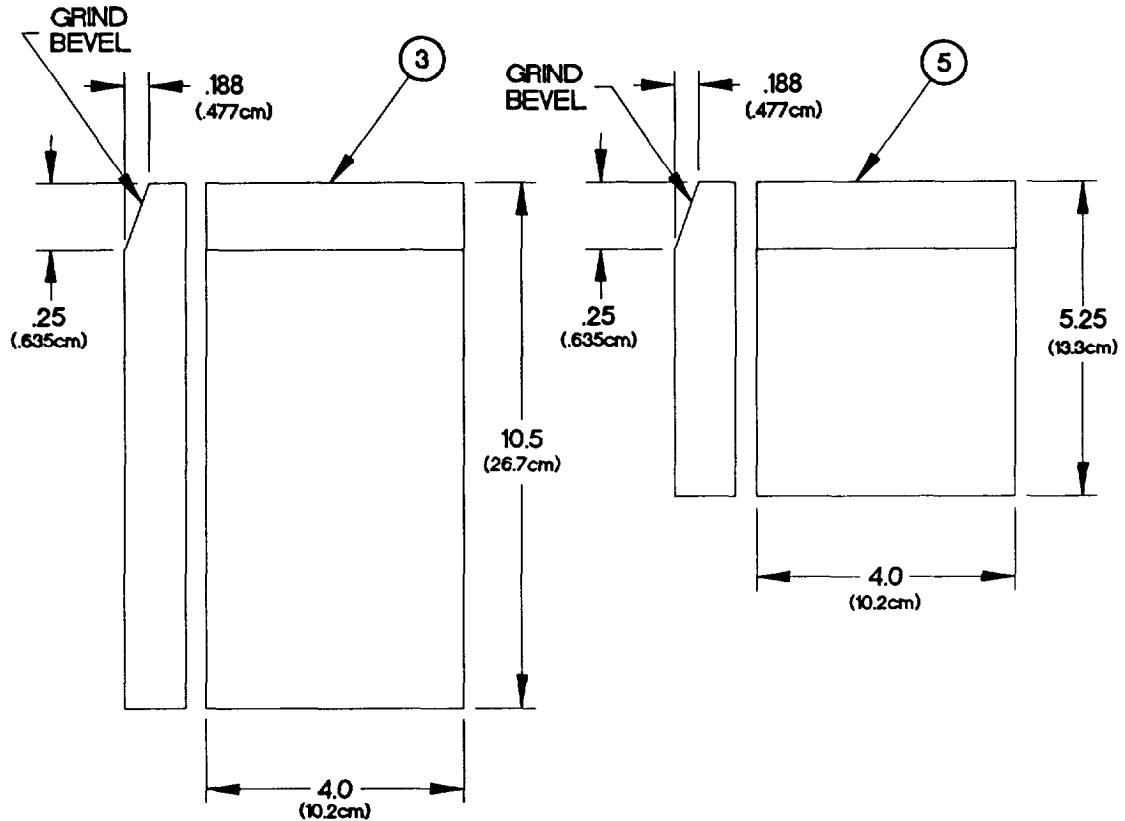 GRIND
BEVEL
3
.188
(.477cm)
.25
(.635cm)
10.5
(26.7cm)
4.0
(10.2cm)
GRIND
BEVEL
5
.188
(.477cm)
.25
(.635cm)
5.25
(13.3cm)
4.0
(10.2cm)